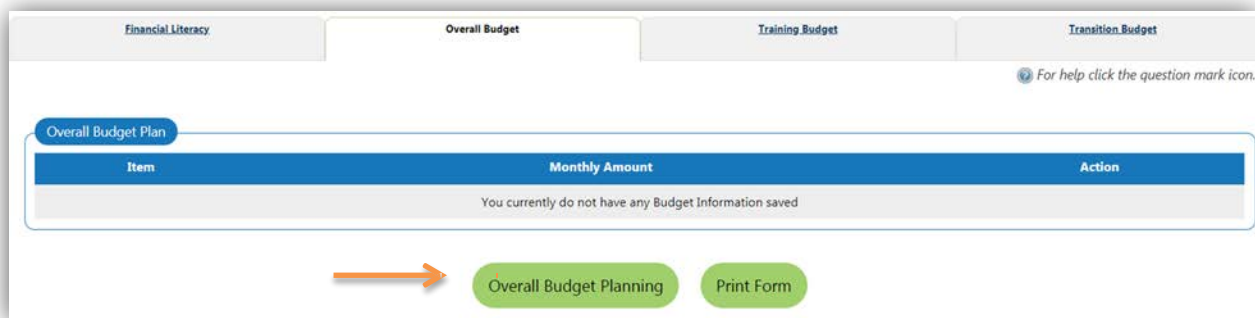 Financial Literacy Overall Budget Training Budget Transition Budget
For help click the question mark icon.
Overall Budget Plan
Item Monthly Amount Action
You currently do not have any Budget Information saved
Overall Budget Planning Print Form